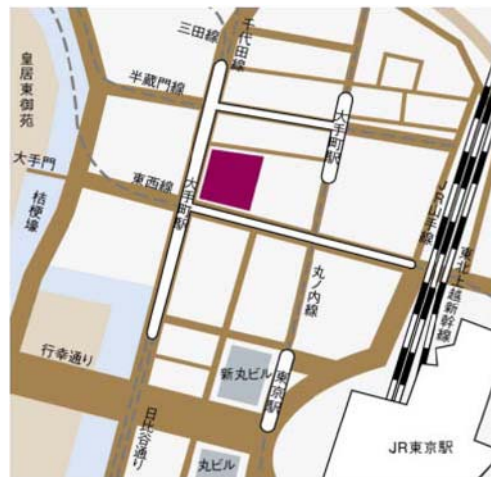 三田線
千代田線
皇居東御苑
半蔵門線
大手町駅
大手門
東西線
大手町駅
桔梗壕
JR山手線
東北上越新幹線
丸ノ内線
行幸通り
新丸ビル
東京駅
日比谷通り
丸ビル
JR東京駅